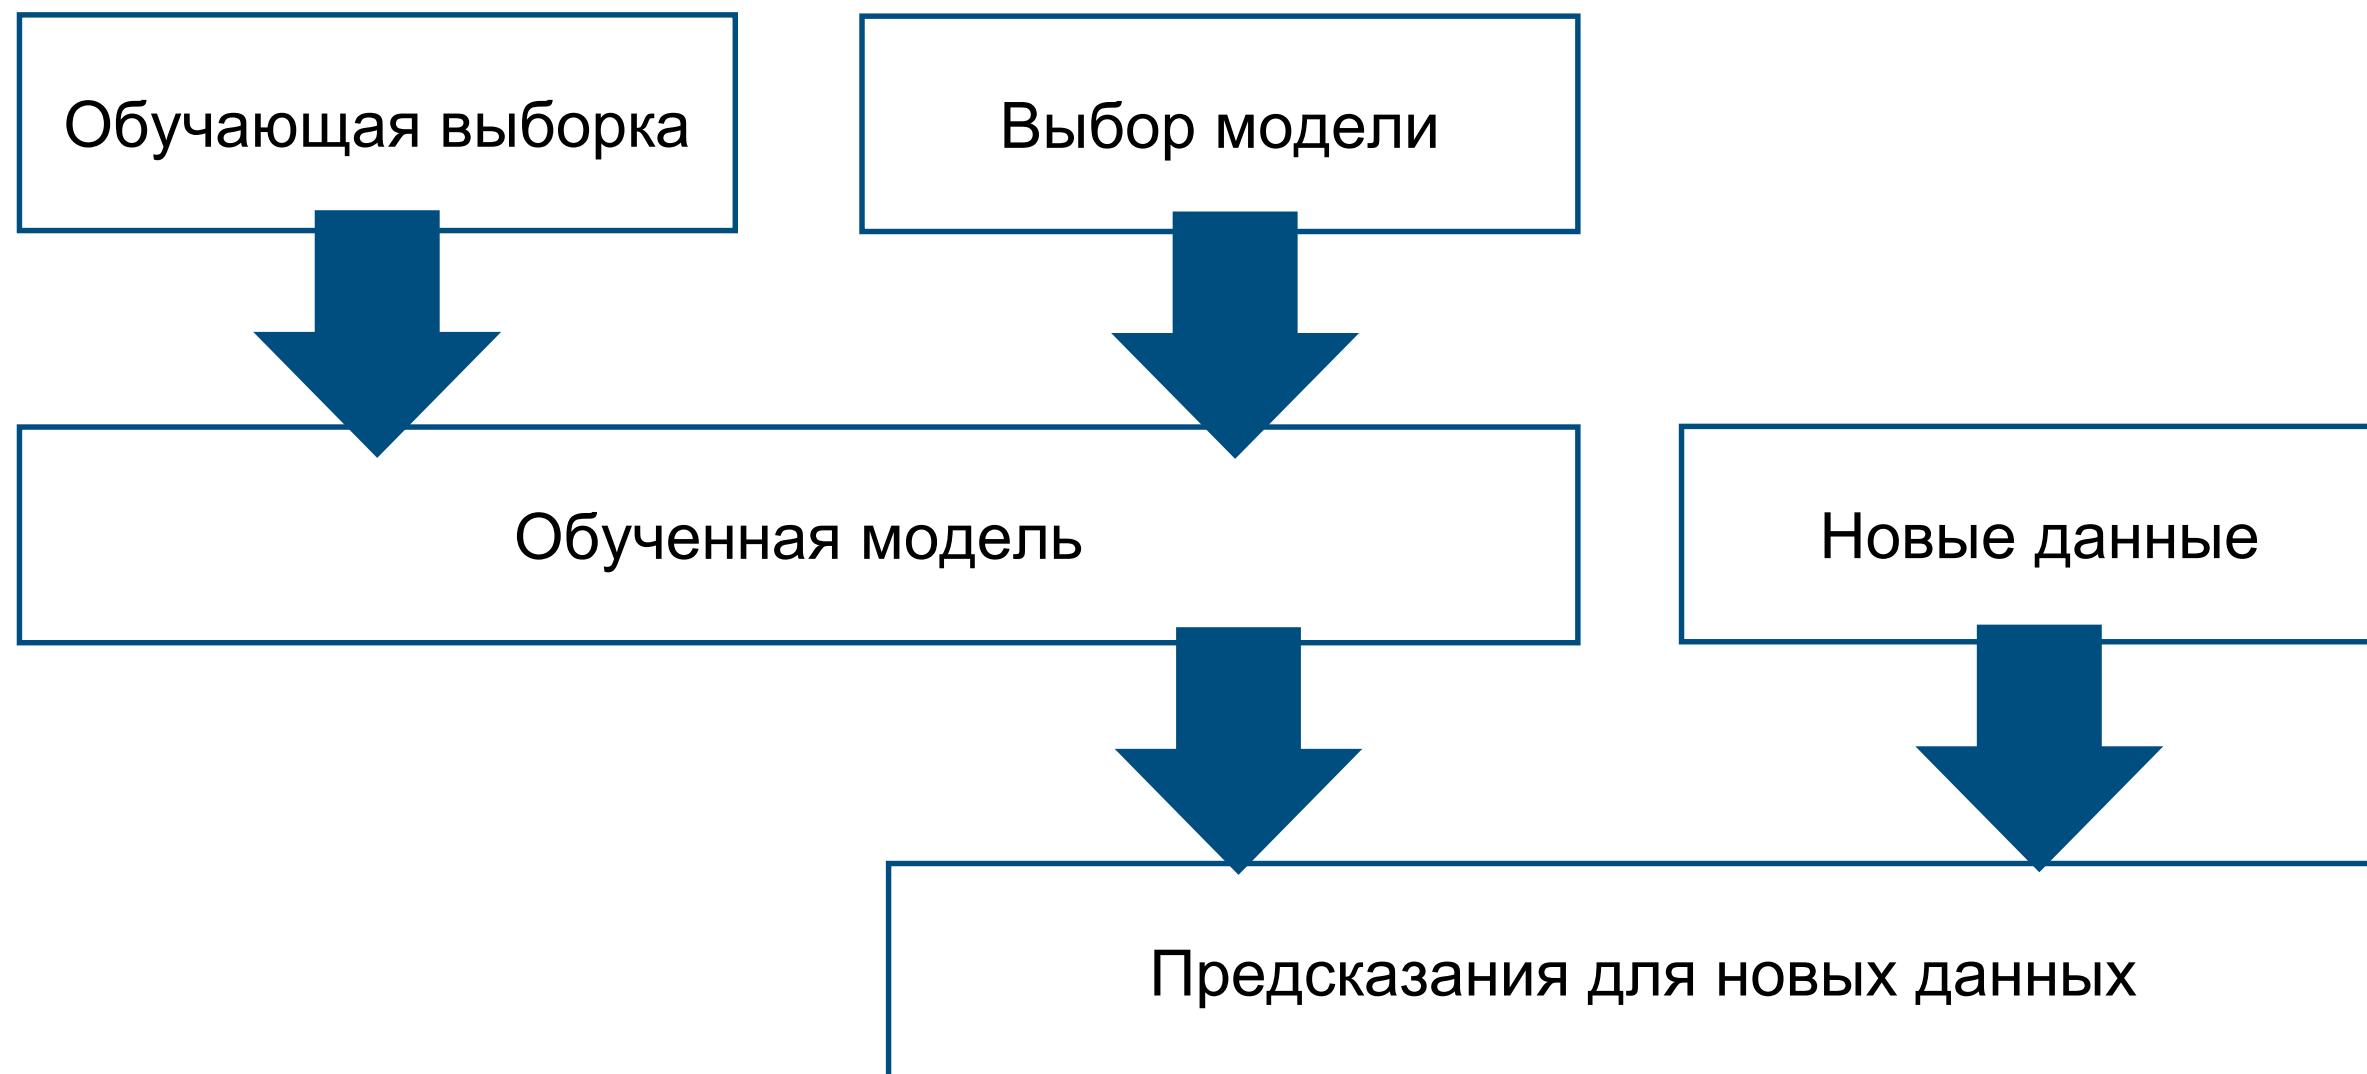 Обучающая выборка
Выбор модели
Обученная модель
Новые данные
Предсказания для новых данных